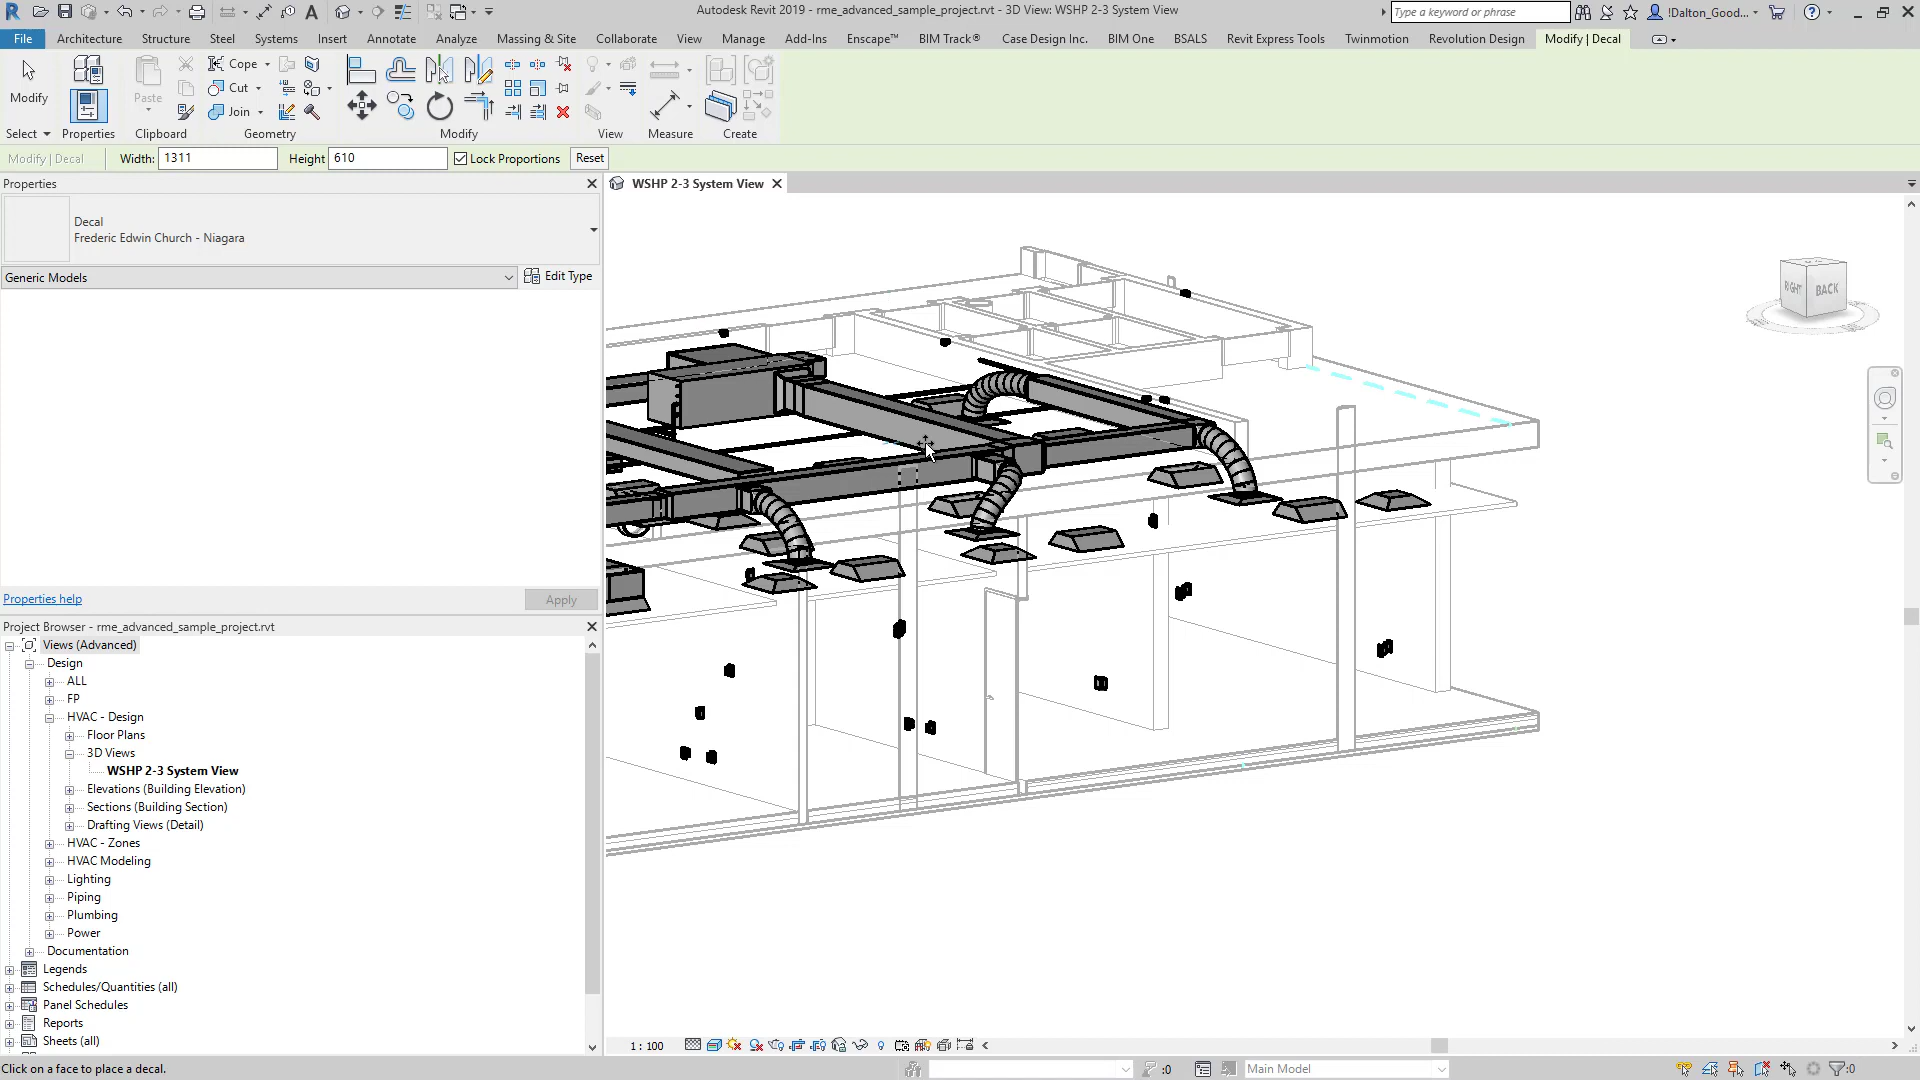 Autodesk Revit 2019 - rme_advanced_sample_project.rvt - 3D View: WSHP 2-3 System View
Type a keyword or phrase
!Dalton_Good...
File Architecture Structure Steel Systems Insert Annotate Analyze Massing & Site Collaborate View Manage Add-Ins Enscape™ BIM Track® Case Design Inc. BIM One BSALS Revit Express Tools Twinmotion Revolution Design Modify | Decal
Modify
Paste
Cope
Cut
Join
Select Properties Clipboard Geometry Modify View Measure Create
Modify | Decal Width: 1311 Height 610 Lock Proportions Reset
Properties
WSHP 2-3 System View
Decal
Frederic Edwin Church - Niagara
Generic Models
Edit Type
RIGHT BACK
Properties help
Apply
Project Browser - rme_advanced_sample_project.rvt
Views (Advanced)
Design
ALL
FP
HVAC - Design
Floor Plans
3D Views
WSHP 2-3 System View
Elevations (Building Elevation)
Sections (Building Section)
Drafting Views (Detail)
HVAC - Zones
HVAC Modeling
Lighting
Piping
Plumbing
Power
Documentation
Legends
Schedules/Quantities (all)
Panel Schedules
Reports
Sheets (all)
1 : 100
Click on a face to place a decal.
:0
Main Model
:0